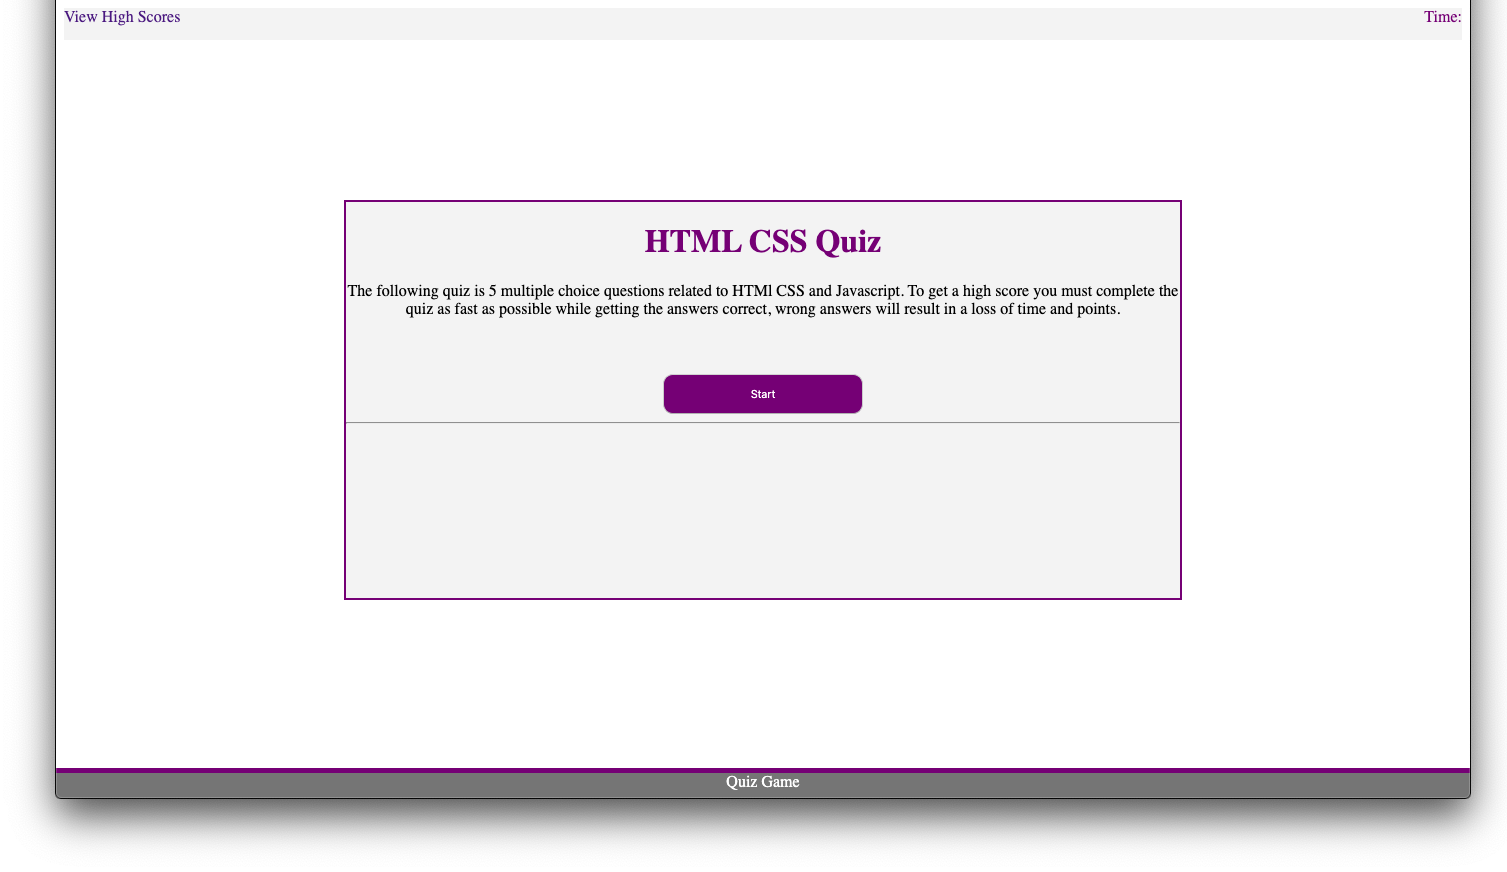 View High Scores
Time:
HTML CSS Quiz
The following quiz is 5 multiple choice questions related to HTMl CSS and Javascript. To get a high score you must complete the
quiz as fast as possible while getting the answers correct, wrong answers will result in a loss of time and points.
Start
Quiz Game